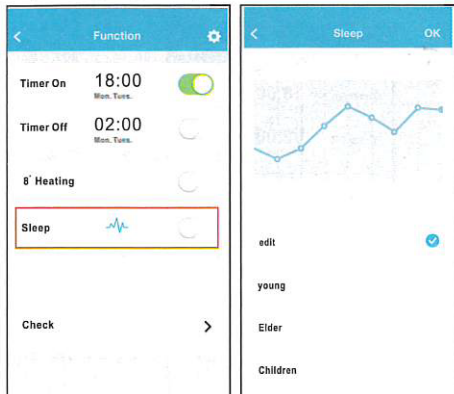 Function
Timer On 18:00
Mon. Tues.
Timer Off 02:00
Mon. Tues.
8° Heating
Sleep
Check
Sleep OK
edit
young
Elder
Children